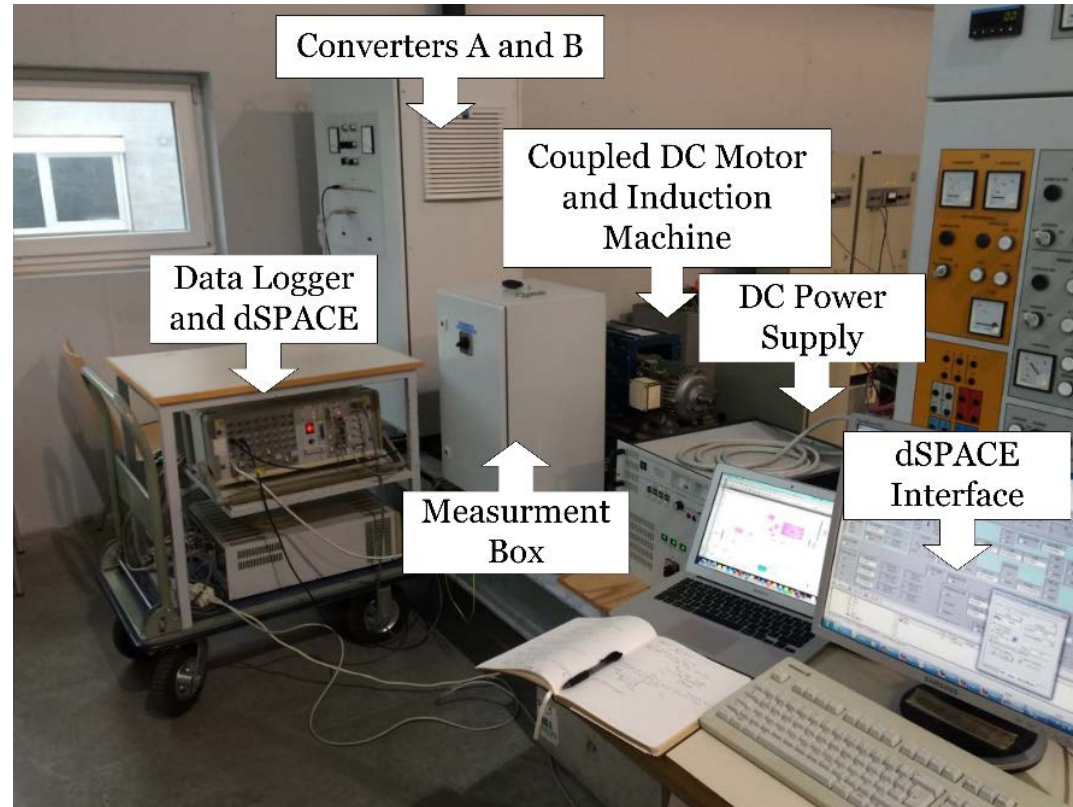 Converters A and B
Coupled DC Motor
and Induction
Machine
Data Logger
and dSPACE
DC Power
Supply
dSPACE
Interface
Measurment
Box
SAMSUNG